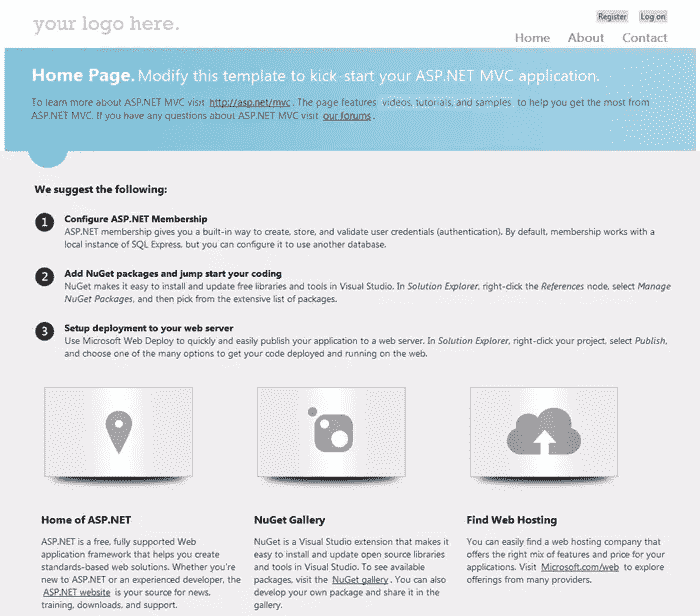 your logo here.
Register Log on
Home About Contact
Home Page. Modify this template to kick-start your ASP.NET MVC application.
To learn more about ASP.NET MVC visit http://asp.net/mvc . The page features videos, tutorials, and samples to help you get the most from
ASP.NET MVC. If you have any questions about ASP.NET MVC visit our forums .
We suggest the following:
1 Configure ASP.NET Membership
ASP.NET membership gives you a built-in way to create, store, and validate user credentials (authentication). By default, membership works with a
local instance of SQL Express, but you can configure it to use another database.
2 Add NuGet packages and jump start your coding
NuGet makes it easy to install and update free libraries and tools in Visual Studio. In Solution Explorer, right-click the References node, select Manage
NuGet Packages, and then pick from the extensive list of packages.
3 Setup deployment to your web server
Use Microsoft Web Deploy to quickly and easily publish your application to a web server. In Solution Explorer, right-click your project, select Publish,
and choose one of the many options to get your code deployed and running on the web.
Home of ASP.NET
ASP.NET is a free, fully supported Web
application framework that helps you create
standards-based web solutions. Whether you're
new to ASP.NET or an experienced developer, the
ASP.NET website is your source for news,
training, downloads, and support.
NuGet Gallery
NuGet is a Visual Studio extension that makes it
easy to install and update open source libraries
and tools in Visual Studio. To see available
packages, visit the NuGet gallery . You can also
develop your own package and share it in the
gallery.
Find Web Hosting
You can easily find a web hosting company that
offers the right mix of features and price for your
applications. Visit Microsoft.com/web to explore
offerings from many providers.